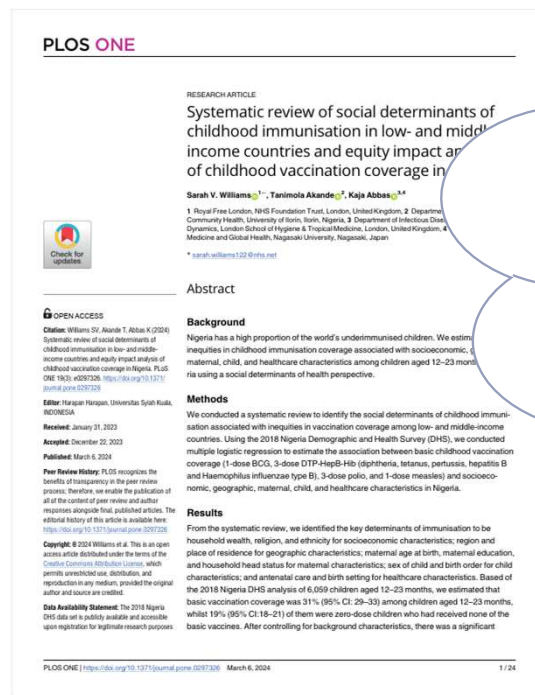 PLOS ONE
RESEARCH ARTICLE
Systematic review of social determinants of
childhood immunisation in low- and
income countries and equity impact
of childhood vaccination coverage in
Sarah V. Williams 1*, Tanimola Akande 2, Kaja Abbas 3,4
1 Royal Free London, NHS Foundation Trust, London, United Kingdom, 2
Community Health, University of Ilorin, Ilorin, Nigeria, 3 Department of Infectious
Dynamics, London School of Hygiene & Tropical Medicine, London, United Kingdom, 4
Medicine and Global Health, Nagasaki University, Nagasaki, Japan
* sarah.williams122@nhs.net
Check for
updates
OPEN ACCESS
Citation: Williams SV, Akande T, Abbas K (2024)
Systematic review of social determinants of
childhood immunisation in low- and middle-
income countries and equity impact analysis of
childhood vaccination coverage in Nigeria. PLoS
ONE 19(3): e0297326. https://doi.org/10.1371/
journal.pone.0297326
Editor: Harapan Harapan, Universitas Syiah Kuala,
INDONESIA
Received: January 31, 2023
Accepted: December 22, 2023
Published: March 6, 2024
Peer Review History: PLOS recognizes the
benefits of transparency in the peer review
process; therefore, we enable the publication of
all of the content of peer review and author
responses alongside final, published articles. The
editorial history of this article is available here:
https://doi.org/10.1371/journal.pone.0297326
Copyright: © 2024 Williams et al. This is an open
access article distributed under the terms of the
Creative Commons Attribution License, which
permits unrestricted use, distribution, and
reproduction in any medium, provided the original
author and source are credited.
Data Availability Statement: The 2018 Nigeria
DHS data set is publicly available and accessible
upon registration for legitimate research purposes
Abstract
Background
Nigeria has a high proportion of the world's underimmunised children. We
inequities in childhood immunisation coverage associated with socioeconomic,
maternal, child, and healthcare characteristics among children aged 12–23
ria using a social determinants of health perspective.
Methods
We conducted a systematic review to identify the social determinants of childhood immuni-
sation associated with inequities in vaccination coverage among low- and middle-income
countries. Using the 2018 Nigeria Demographic and Health Survey (DHS), we conducted
multiple logistic regression to estimate the association between basic childhood vaccination
coverage (1-dose BCG, 3-dose DTP-HepB-Hib (diphtheria, tetanus, pertussis, hepatitis B
and Haemophilus influenzae type B), 3-dose polio, and 1-dose measles) and socioeco-
nomic, geographic, maternal, child, and healthcare characteristics in Nigeria.
Results
From the systematic review, we identified the key determinants of immunisation to be
household wealth, religion, and ethnicity for socioeconomic characteristics; region and
place of residence for geographic characteristics; maternal age at birth, maternal education,
and household head status for maternal characteristics; sex of child and birth order for child
characteristics; and antenatal care and birth setting for healthcare characteristics. Based of
the 2018 Nigeria DHS analysis of 6,059 children aged 12–23 months, we estimated that
basic vaccination coverage was 31% (95% CI: 29–33) among children aged 12–23 months,
whilst 19% (95% CI:18–21) of them were zero-dose children who had received none of the
basic vaccines. After controlling for background characteristics, there was a significant
PLOS ONE | https://doi.org/10.1371/journal.pone.0297326 March 6, 2024
1 / 24